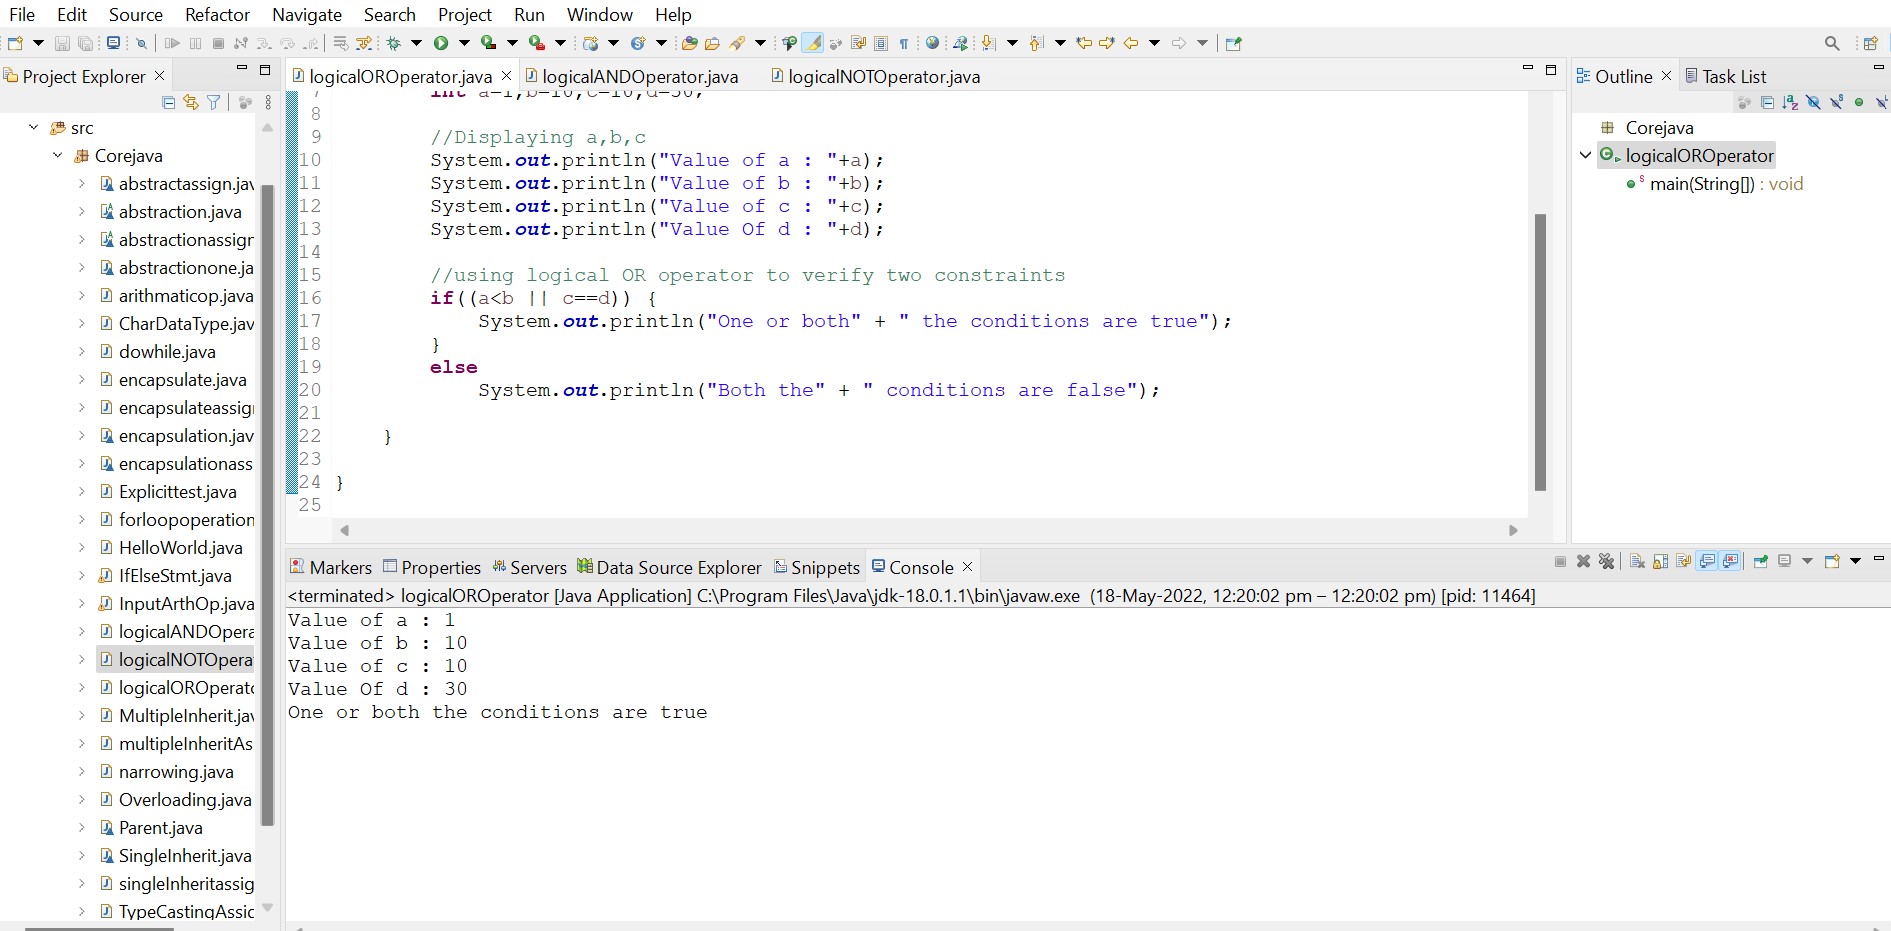 File Edit Source Refactor Navigate Search Project Run Window Help
Project Explorer
src
Corejava
abstractassign.jav
abstraction.java
abstractionassigr
abstractionone.ja
arithmaticop.java
CharDataType.jav
dowhile.java
encapsulate.java
encapsulateassig
encapsulation.jav
encapsulationass
Explicittest.java
forloopoperation
HelloWorld.java
IfElseStmt.java
InputArthOp.java
logicalANDOpera
logicalNOTOpera
logicalOROperat
MultipleInherit.jav
multipleInheritAs
narrowing.java
Overloading.java
Parent.java
SingleInherit.java
singleInheritassig
TypeCastingAssic
logicalOROperator.java logicalANDOperator.java logicalNOTOperator.java
7 int a=1,b=10,c=10,d=30;
8
9 //Displaying a,b,c
10 System.out.println("Value of a : "+a);
11 System.out.println("Value of b : "+b);
12 System.out.println("Value of c : "+c);
13 System.out.println("Value Of d : "+d);
14
15 //using logical OR operator to verify two constraints
16 if((a<b || c==d)) {
17 System.out.println("One or both" + " the conditions are true");
18 }
19 else
20 System.out.println("Both the" + " conditions are false");
21
22 }
23
24 }
25
Outline Task List
Corejava
logicalOROperator
main(String[]) : void
Markers Properties Servers Data Source Explorer Snippets Console
<terminated> logicalOROperator [Java Application] C:\Program Files\Java\jdk-18.0.1.1\bin\javaw.exe (18-May-2022, 12:20:02 pm – 12:20:02 pm) [pid: 11464]
Value of a : 1
Value of b : 10
Value of c : 10
Value Of d : 30
One or both the conditions are true